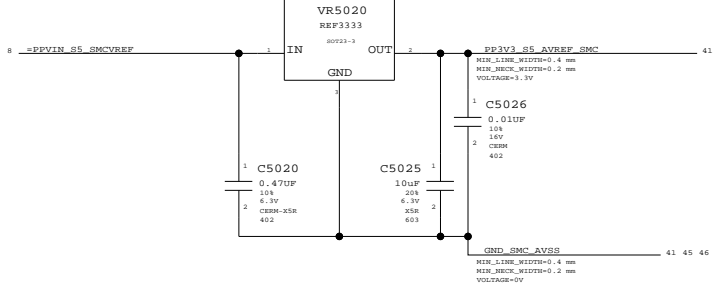 VR5020
REF3333
SOT23-3
8 =PPVIN_S5_SMCVREF
1 IN
OUT 2
PP3V3_S5_AVREF_SMC 41
MIN_LINE_WIDTH=0.4 mm
MIN_NECK_WIDTH=0.2 mm
VOLTAGE=3.3V
GND
3
1
C5026
0.01UF
10%
16V
CERM
402
2
1
C5020
0.47UF
10%
6.3V
CERM-X5R
402
2
1
C5025
10uF
20%
6.3V
X5R
603
2
GND_SMC_AVSS 41 45 46
MIN_LINE_WIDTH=0.4 mm
MIN_NECK_WIDTH=0.2 mm
VOLTAGE=0V